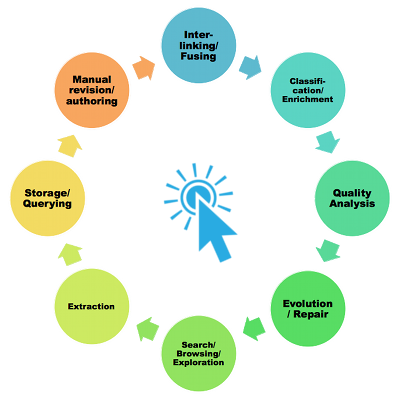 Inter-
linking/
Fusing
Classifi-
cation/
Enrichment
Quality
Analysis
Evolution
/ Repair
Search/
Browsing/
Exploration
Extraction
Storage/
Querying
Manual
revision/
authoring